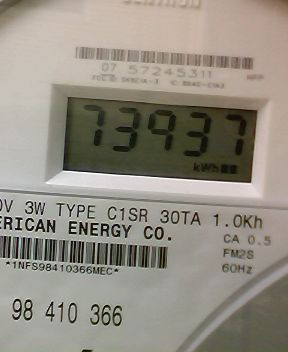 07 57245311
73937
kWh
0V 3W TYPE C1SR 30TA 1.0Kh
ERICAN ENERGY CO.
CA 0.5
FM2S
60Hz
*1NFS98410366MEC*
98 410 366